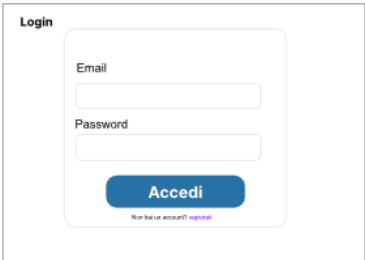 Login
Email
Password
Accedi
Non hai un account? registrati